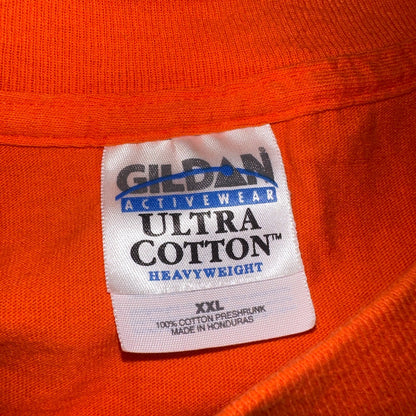 GILDAN
ACTIVEWEAR
ULTRA
COTTON™
HEAVYWEIGHT
XXL
100% COTTON PRESHRUNK
MADE IN HONDURAS